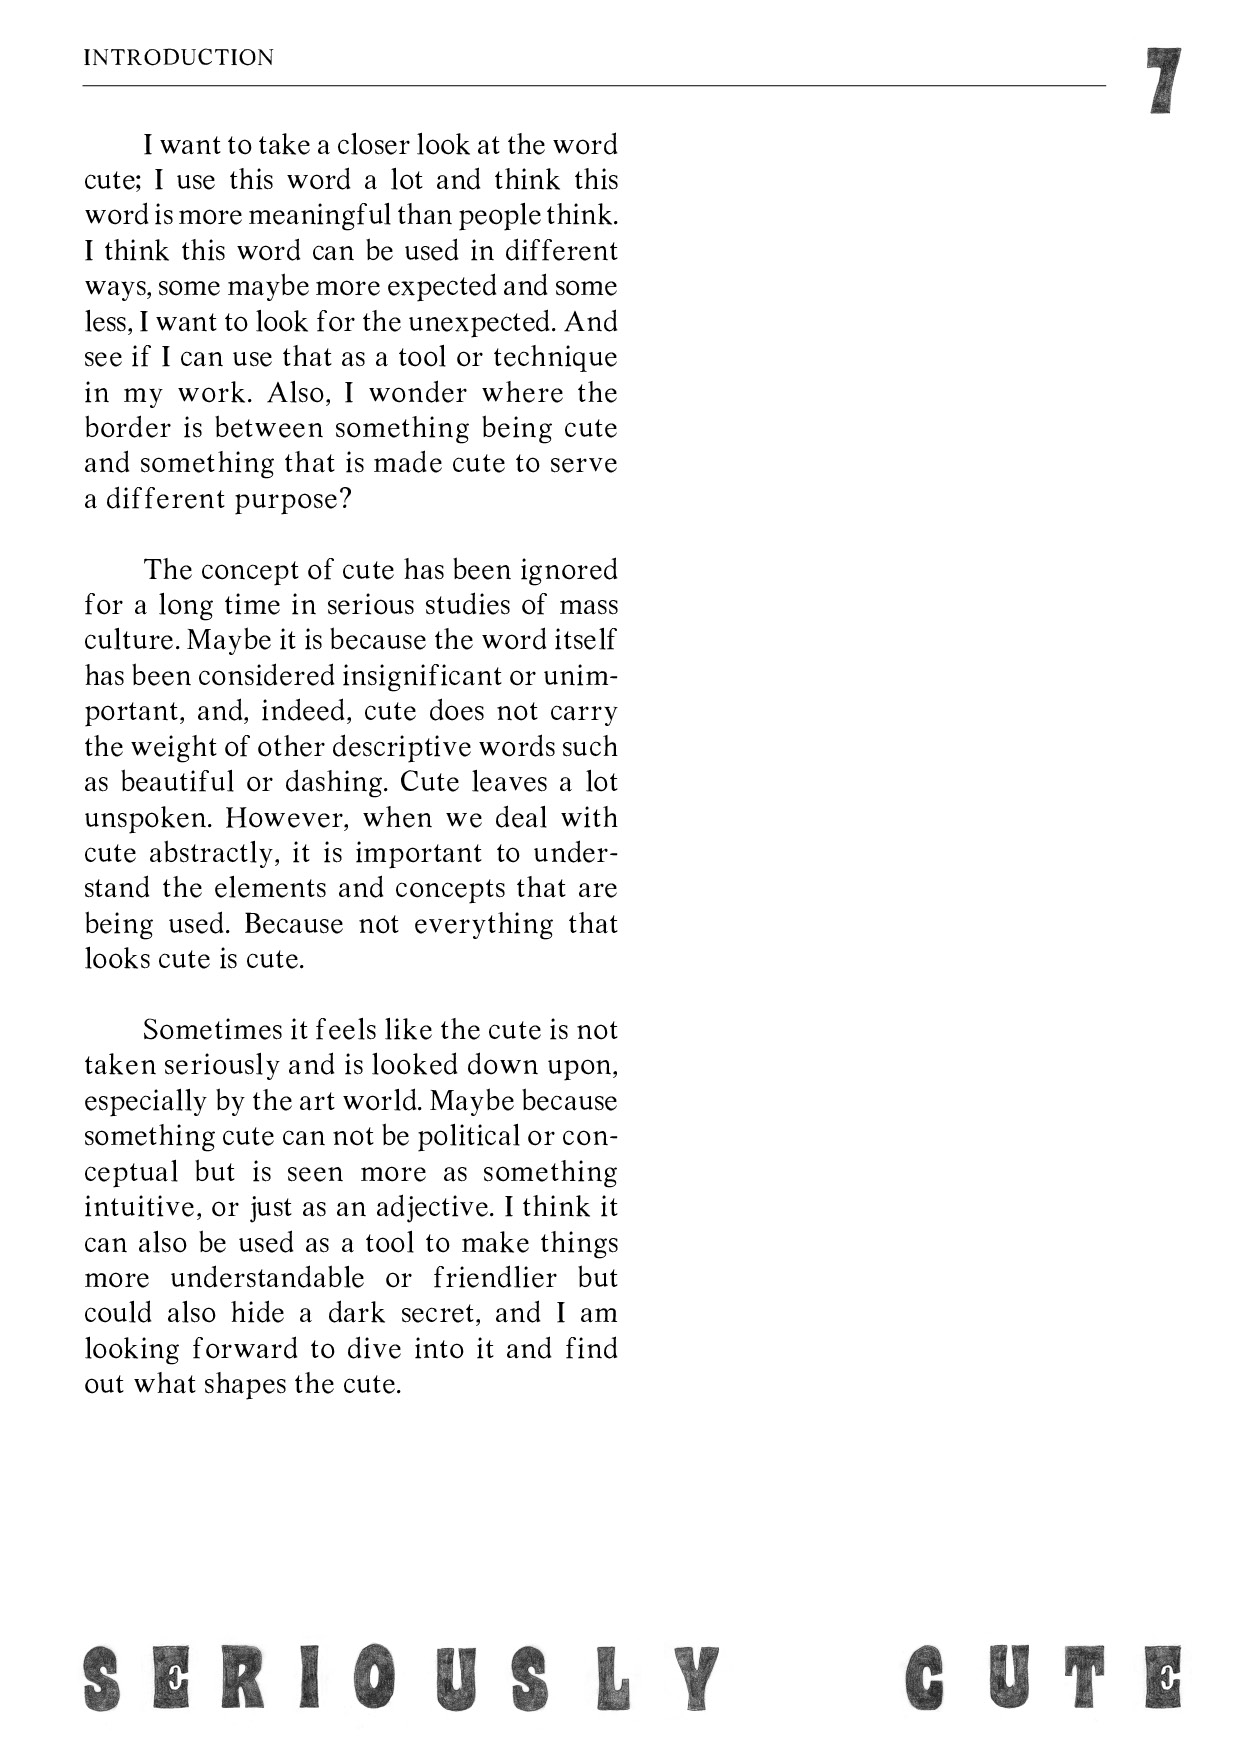 INTRODUCTION
7
I want to take a closer look at the word
cute; I use this word a lot and think this
word is more meaningful than people think.
I think this word can be used in different
ways, some maybe more expected and some
less, I want to look for the unexpected. And
see if I can use that as a tool or technique
in my work. Also, I wonder where the
border is between something being cute
and something that is made cute to serve
a different purpose?
The concept of cute has been ignored
for a long time in serious studies of mass
culture. Maybe it is because the word itself
has been considered insignificant or unim-
portant, and, indeed, cute does not carry
the weight of other descriptive words such
as beautiful or dashing. Cute leaves a lot
unspoken. However, when we deal with
cute abstractly, it is important to under-
stand the elements and concepts that are
being used. Because not everything that
looks cute is cute.
Sometimes it feels like the cute is not
taken seriously and is looked down upon,
especially by the art world. Maybe because
something cute can not be political or con-
ceptual but is seen more as something
intuitive, or just as an adjective. I think it
can also be used as a tool to make things
more understandable or friendlier but
could also hide a dark secret, and I am
looking forward to dive into it and find
out what shapes the cute.
SERIOUSLY CUTE